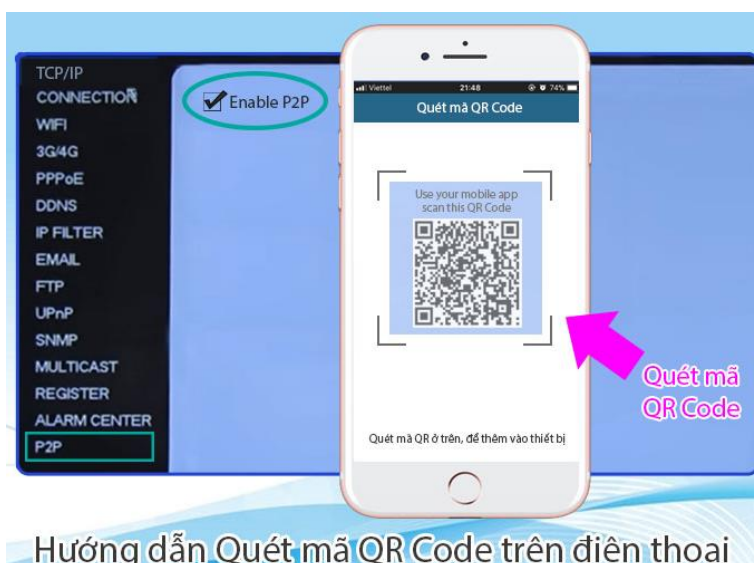 TCP/IP
CONNECTION
WIFI
3G/4G
PPPoE
DDNS
IP FILTER
EMAIL
FTP
UPnP
SNMP
MULTICAST
REGISTER
ALARM CENTER
P2P
Enable P2P
Viettel 21:48 74%
Quét mã QR Code
Use your mobile app
scan this QR Code
Quét mã QR ở trên, để thêm vào thiết bị
Quét mã
QR Code
Hướng dẫn Quét mã QR Code trên điện thoại